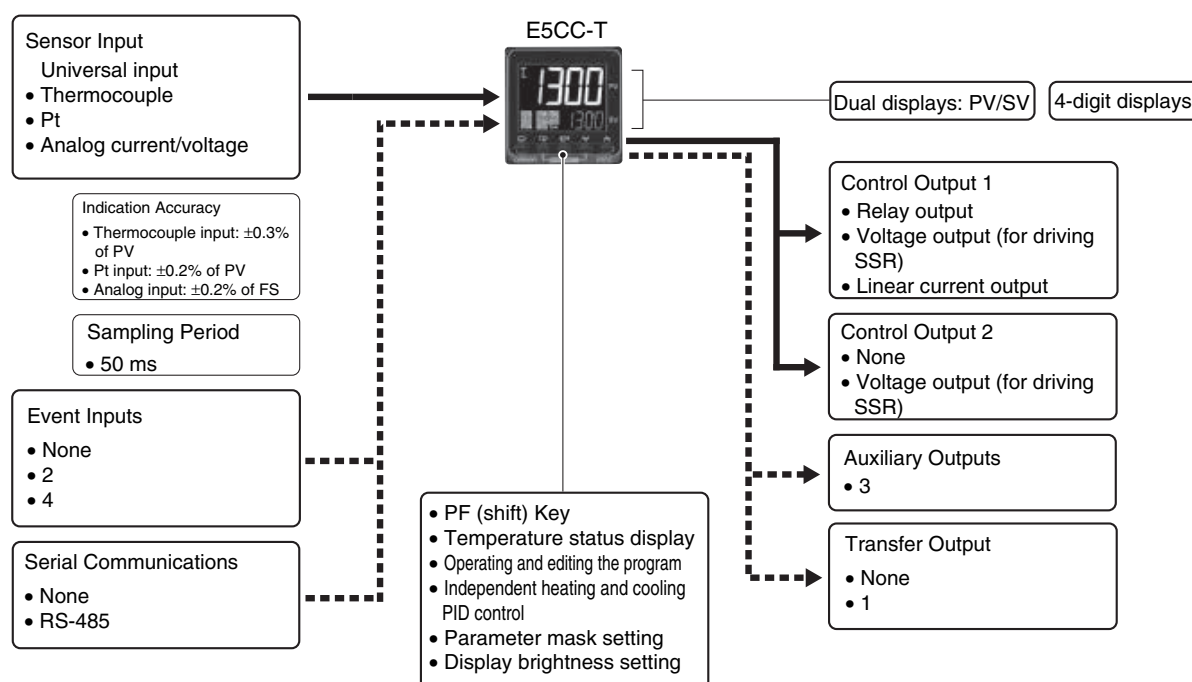 E5CC-T
Sensor Input
Universal input
• Thermocouple
• Pt
• Analog current/voltage
Indication Accuracy
• Thermocouple input: ±0.3%
of PV
• Pt input: ±0.2% of PV
• Analog input: ±0.2% of FS
Sampling Period
• 50 ms
Event Inputs
• None
• 2
• 4
Serial Communications
• None
• RS-485
1300
PV
1300
SV
• PF (shift) Key
• Temperature status display
• Operating and editing the program
• Independent heating and cooling
PID control
• Parameter mask setting
• Display brightness setting
Dual displays: PV/SV
4-digit displays
Control Output 1
• Relay output
• Voltage output (for driving
SSR)
• Linear current output
Control Output 2
• None
• Voltage output (for driving
SSR)
Auxiliary Outputs
• 3
Transfer Output
• None
• 1